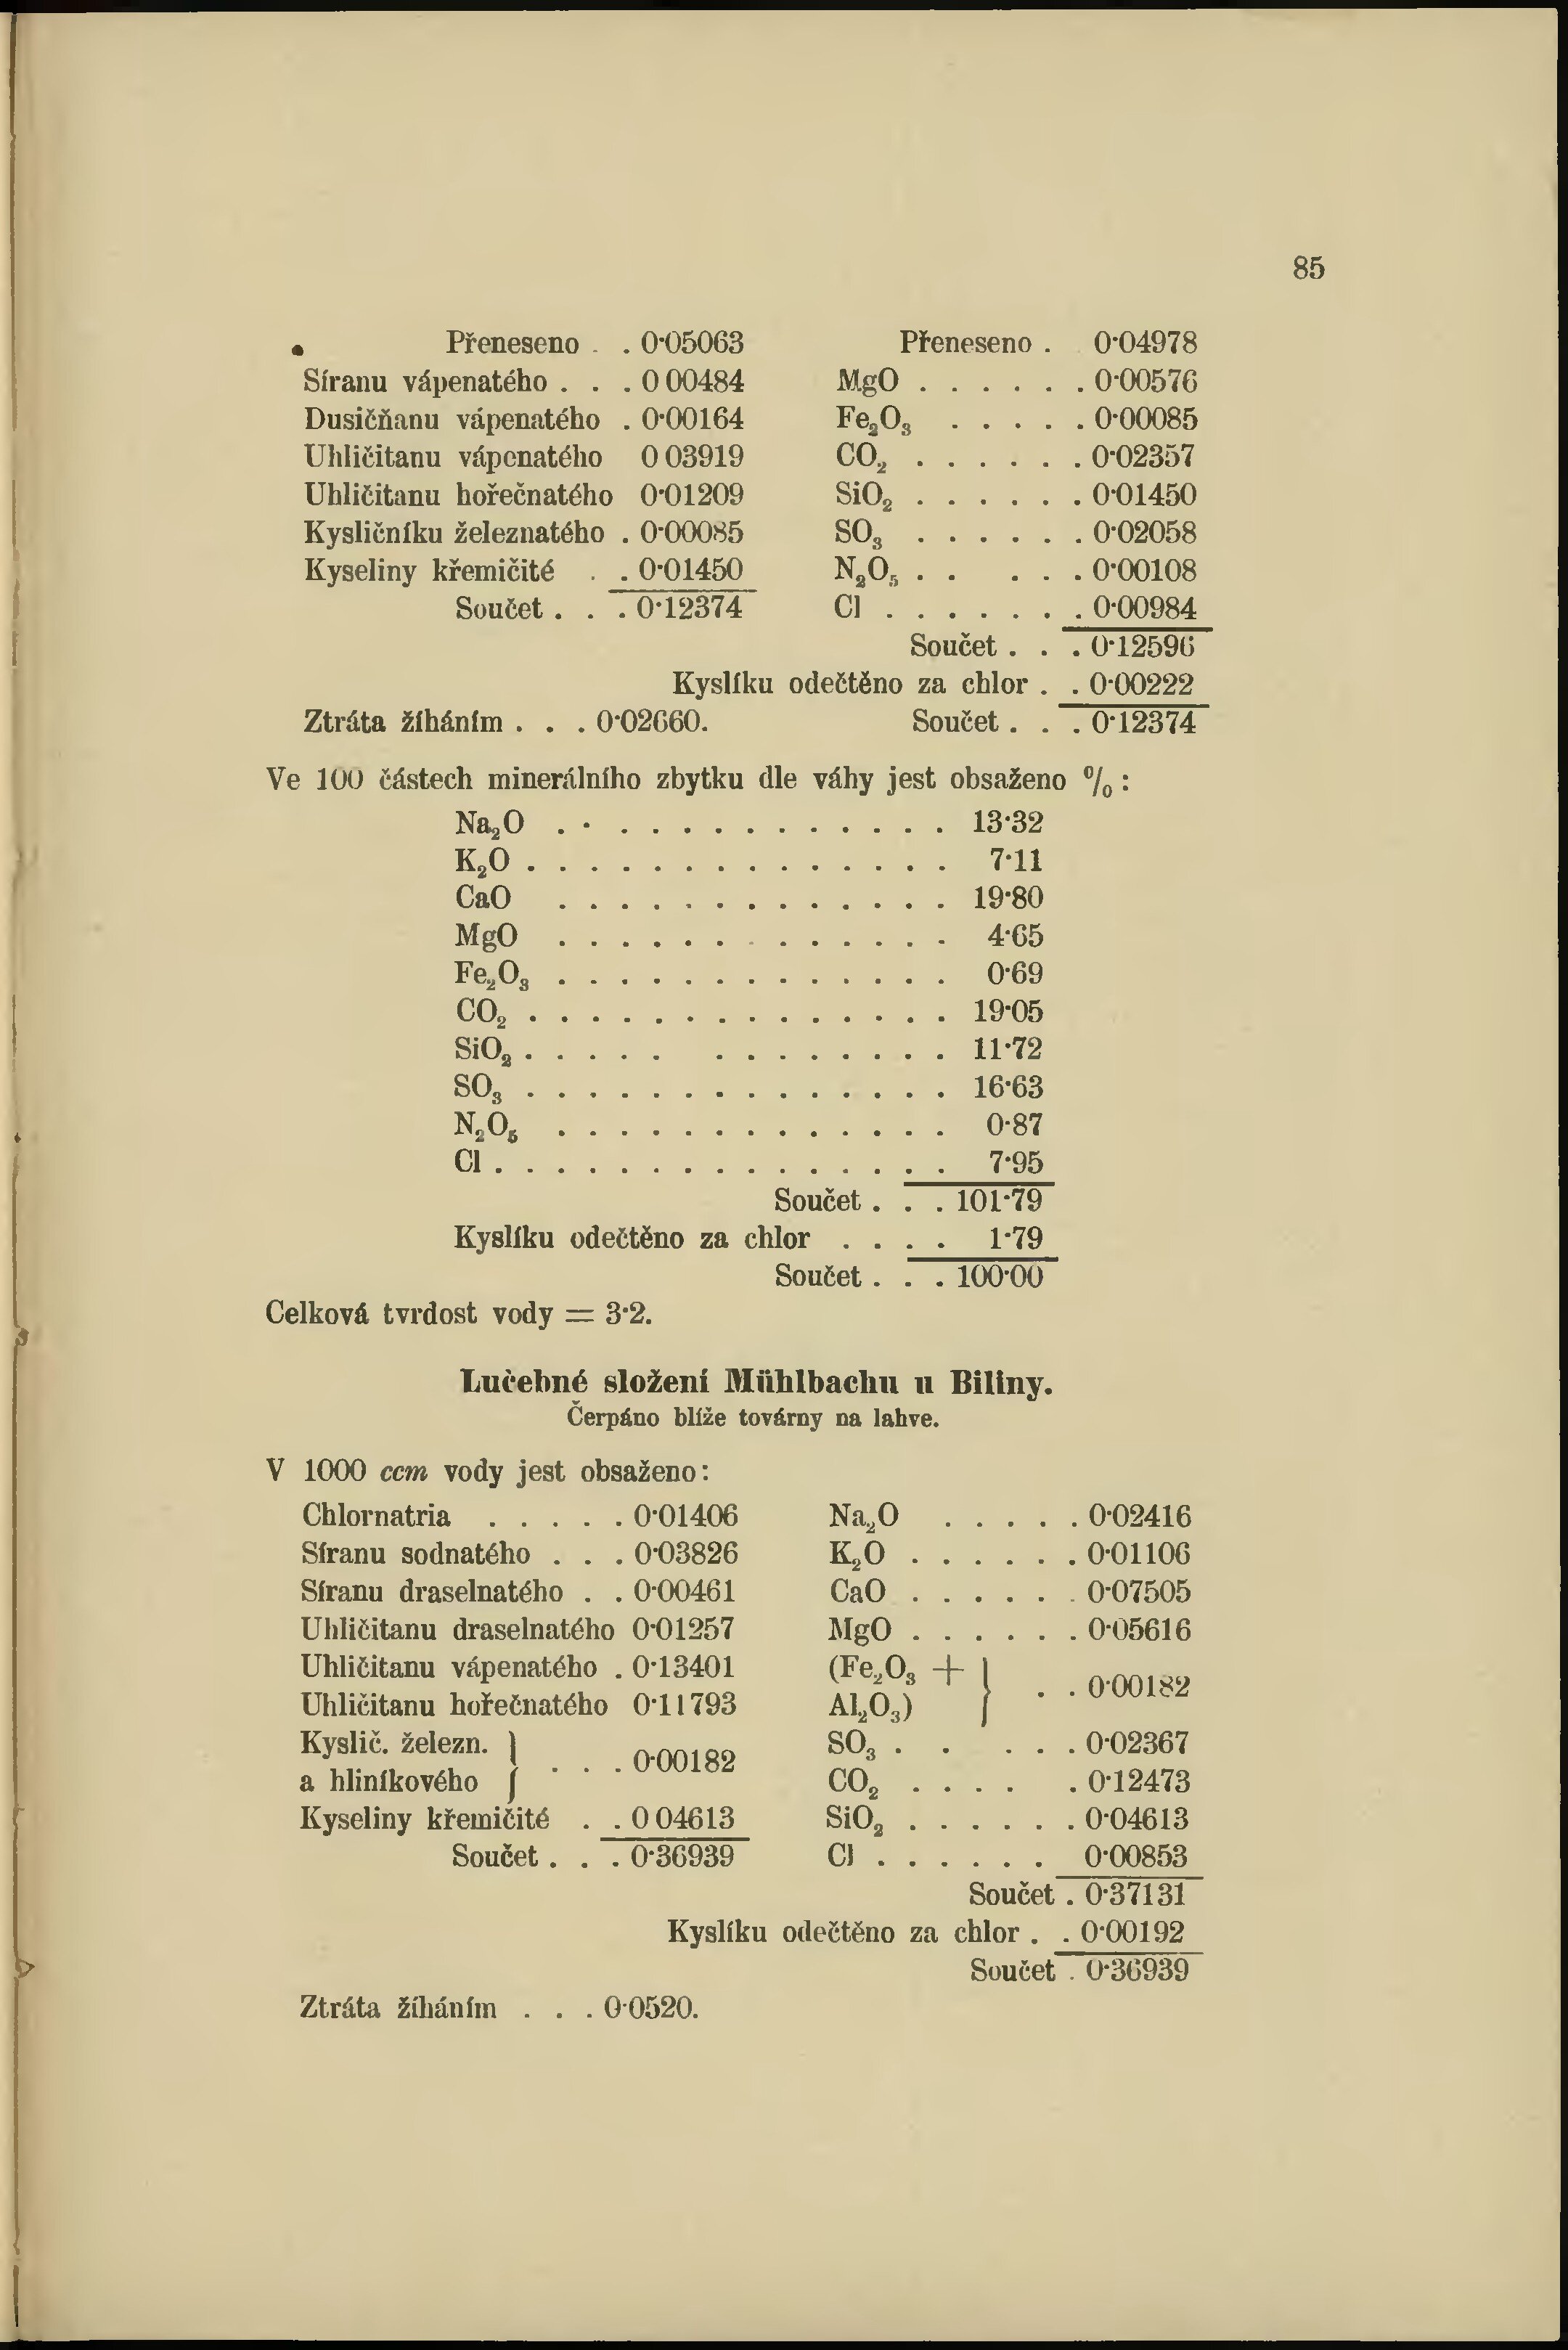 85
Přeneseno . . 0·05063 Přeneseno . . 0·04978
Síranu vápenatého . . . 0 00484 MgO . . . . . . 0·00576
Dusičňanu vápenatého . 0·00164 Fe₂O₃ . . . . . 0·00085
Uhličitanu vápenatého 0 03919 CO₂ . . . . . . 0·02357
Uhličitanu hořečnatého 0·01209 SiO₂ . . . . . . 0·01450
Kysličníku železnatého . 0·00085 SO₃ . . . . . . 0·02058
Kyseliny křemičité . . 0·01450 N₂O₅ . . . . . 0·00108
Součet . . . 0·12374 Cl . . . . . . . 0·00984
Součet . . . 0·12596
Kyslíku odečtěno za chlor . . 0·00222
Ztráta žíháním . . . 0·02660. Součet . . . 0·12374
Ve 100 částech minerálního zbytku dle váhy jest obsaženo %:
Na₂O . . . . . . . . . . . . . 13·32
K₂O . . . . . . . . . . . . . . 7·11
CaO . . . . . . . . . . . . . 19·80
MgO . . . . . . . . . . . . . 4·65
Fe₂O₃ . . . . . . . . . . . . . 0·69
CO₂ . . . . . . . . . . . . . . 19·05
SiO₂ . . . . . . . . . . . . . 11·72
SO₃ . . . . . . . . . . . . . . 16·63
N₂O₅ . . . . . . . . . . . . . 0·87
Cl . . . . . . . . . . . . . . . 7·95
Součet . . . 101·79
Kyslíku odečtěno za chlor . . . . 1·79
Součet . . . 100·00
Celková tvrdost vody = 3·2.
Lučebné složení Mühlbachu u Biliny.
Čerpáno blíže továrny na lahve.
V 1000 ccm vody jest obsaženo:
Chlornatria . . . . . 0·01406 Na₂O . . . . . 0·02416
Síranu sodnatého . . . 0·03826 K₂O . . . . . . 0·01106
Síranu draselnatého . . 0·00461 CaO . . . . . . 0·07505
Uhličitanu draselnatého 0·01257 MgO . . . . . . 0·05616
Uhličitanu vápenatého . 0·13401 (Fe₂O₃ + } . . 0·00182
Uhličitanu hořečnatého 0·11793 Al₂O₃)
Kyslič. železn. } . . . 0·00182 SO₃ . . . . . 0·02367
a hliníkového CO₂ . . . . . 0·12473
Kyseliny křemičité . . 0 04613 SiO₂ . . . . . . 0·04613
Součet . . . 0·36939 Cl . . . . . . 0·00853
Součet . 0·37131
Kyslíku odečtěno za chlor . . 0·00192
Součet . 0·36939
Ztráta žíháním . . . 0·0520.